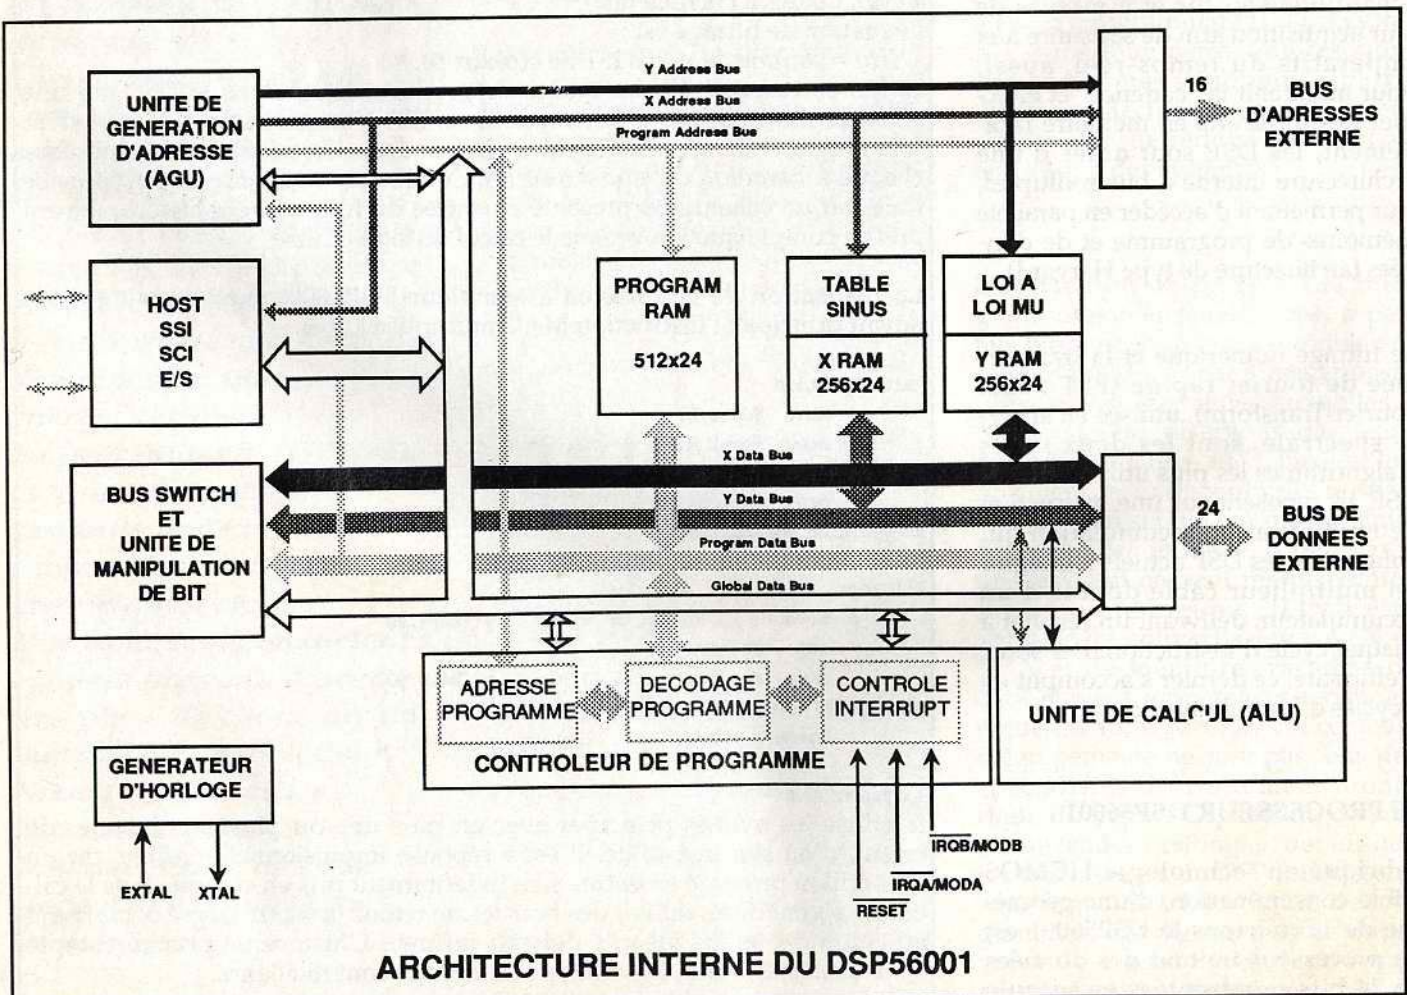 Y Address Bus
X Address Bus
Program Address Bus
UNITE DE
GENERATION
D'ADRESSE
(AGU)
16
BUS
D'ADRESSES
EXTERNE
HOST
SSI
SCI
E/S
PROGRAM
RAM
512x24
TABLE
SINUS
X RAM
256x24
LOI A
LOI MU
Y RAM
256x24
BUS SWITCH
ET
UNITE DE
MANIPULATION
DE BIT
X Data Bus
Y Data Bus
Program Data Bus
Global Data Bus
24
BUS DE
DONNEES
EXTERNE
ADRESSE
PROGRAMME
DECODAGE
PROGRAMME
CONTROLE
INTERRUPT
CONTROLEUR DE PROGRAMME
UNITE DE CALCUL (ALU)
GENERATEUR
D'HORLOGE
EXTAL
XTAL
IRQB/MODB
IRQA/MODA
RESET
ARCHITECTURE INTERNE DU DSP56001